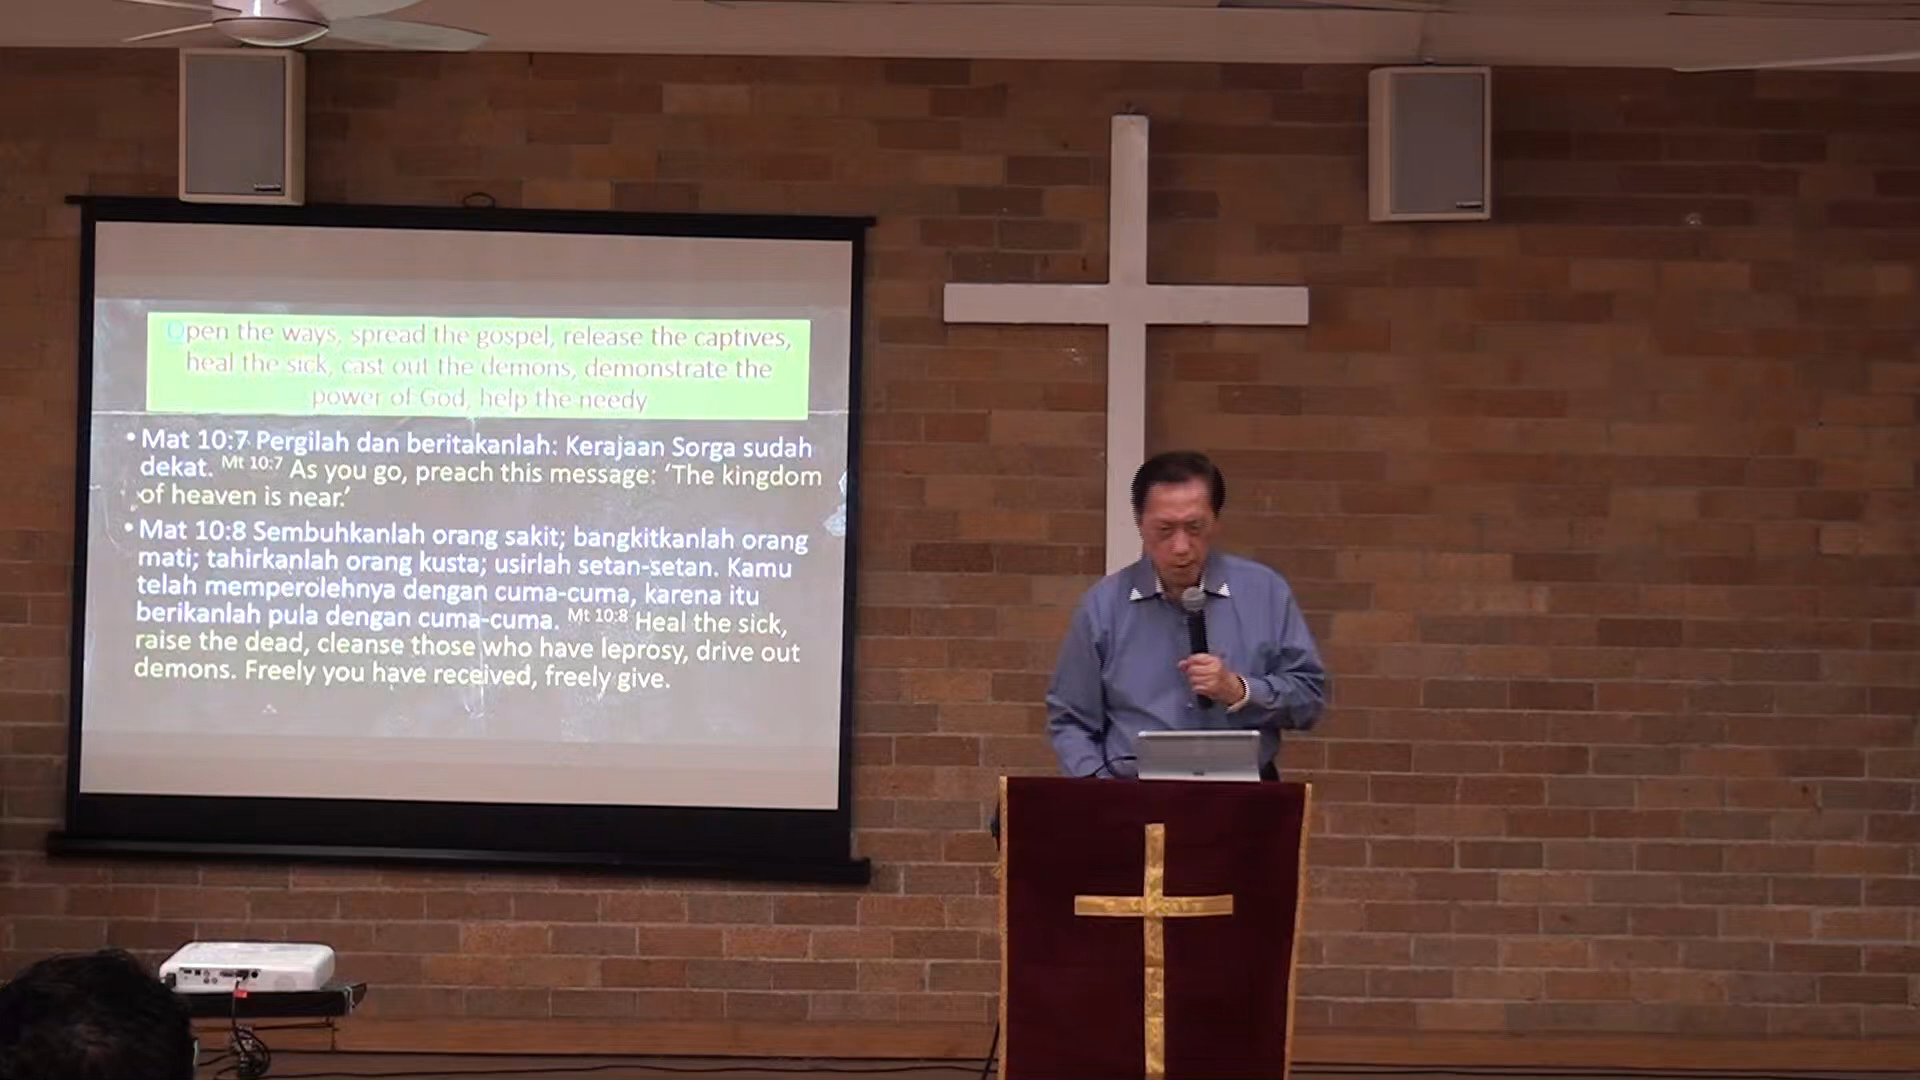 Open the ways, spread the gospel, release the captives,
heal the sick, cast out the demons, demonstrate the
power of God, help the needy
• Mat 10:7 Pergilah dan beritakanlah: Kerajaan Sorga sudah
dekat. Mt 10:7 As you go, preach this message: ‘The kingdom
of heaven is near.’
• Mat 10:8 Sembuhkanlah orang sakit; bangkitkanlah orang
mati; tahirkanlah orang kusta; usirlah setan-setan. Kamu
telah memperolehnya dengan cuma-cuma, karena itu
berikanlah pula dengan cuma-cuma. Mt 10:8 Heal the sick,
raise the dead, cleanse those who have leprosy, drive out
demons. Freely you have received, freely give.